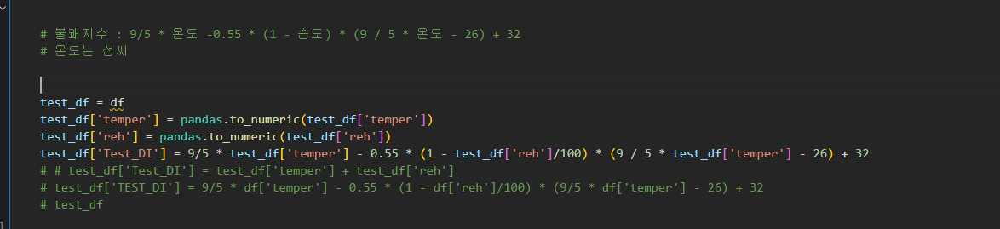 # 불쾌지수 : 9/5 * 온도 -0.55 * (1 - 습도) * (9 / 5 * 온도 - 26) + 32
# 온도는 섭씨
test_df = df
test_df['temper'] = pandas.to_numeric(test_df['temper'])
test_df['reh'] = pandas.to_numeric(test_df['reh'])
test_df['Test_DI'] = 9/5 * test_df['temper'] - 0.55 * (1 - test_df['reh']/100) * (9 / 5 * test_df['temper'] - 26) + 32
# # test_df['Test_DI'] = test_df['temper'] + test_df['reh']
# test_df['TEST_DI'] = 9/5 * df['temper'] - 0.55 * (1 - df['reh']/100) * (9/5 * df['temper'] - 26) + 32
# test_df